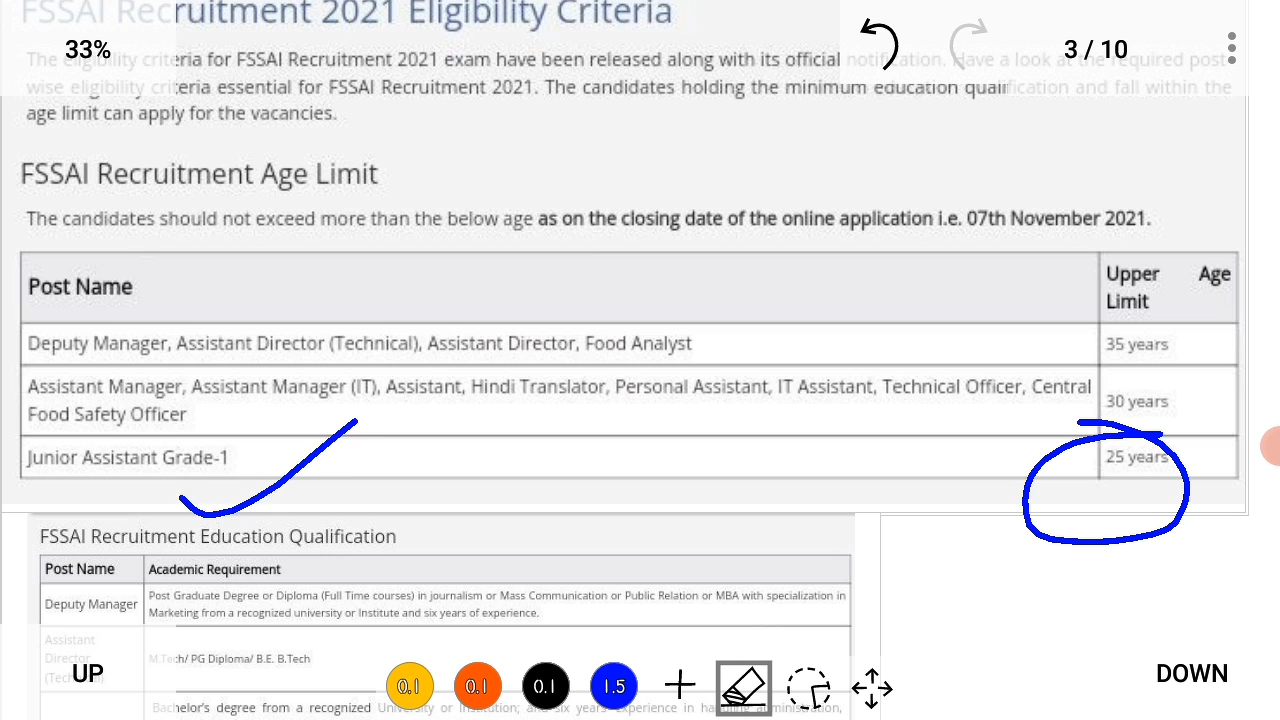 FSSAI Recruitment 2021 Eligibility Criteria
33%
3 / 10
The eligibility criteria for FSSAI Recruitment 2021 exam have been released along with its official notification. Have a look at the required post
wise eligibility criteria essential for FSSAI Recruitment 2021. The candidates holding the minimum education qualification and fall within the
age limit can apply for the vacancies.
FSSAI Recruitment Age Limit
The candidates should not exceed more than the below age as on the closing date of the online application i.e. 07th November 2021.
Post Name
Upper Age
Limit
Deputy Manager, Assistant Director (Technical), Assistant Director, Food Analyst
35 years
Assistant Manager, Assistant Manager (IT), Assistant, Hindi Translator, Personal Assistant, IT Assistant, Technical Officer, Central
Food Safety Officer
30 years
Junior Assistant Grade-1
25 years
FSSAI Recruitment Education Qualification
Post Name
Academic Requirement
Deputy Manager
Post Graduate Degree or Diploma (Full Time courses) in journalism or Mass Communication or Public Relation or MBA with specialization in
Marketing from a recognized university or Institute and six years of experience.
Assistant
Director
M.Tech/ PG Diploma/ B.E. B.Tech
UP
0.1
0.1
0.1
1.5
DOWN
Bachelor's degree from a recognized University or Institution; and six years experience in handling administration,